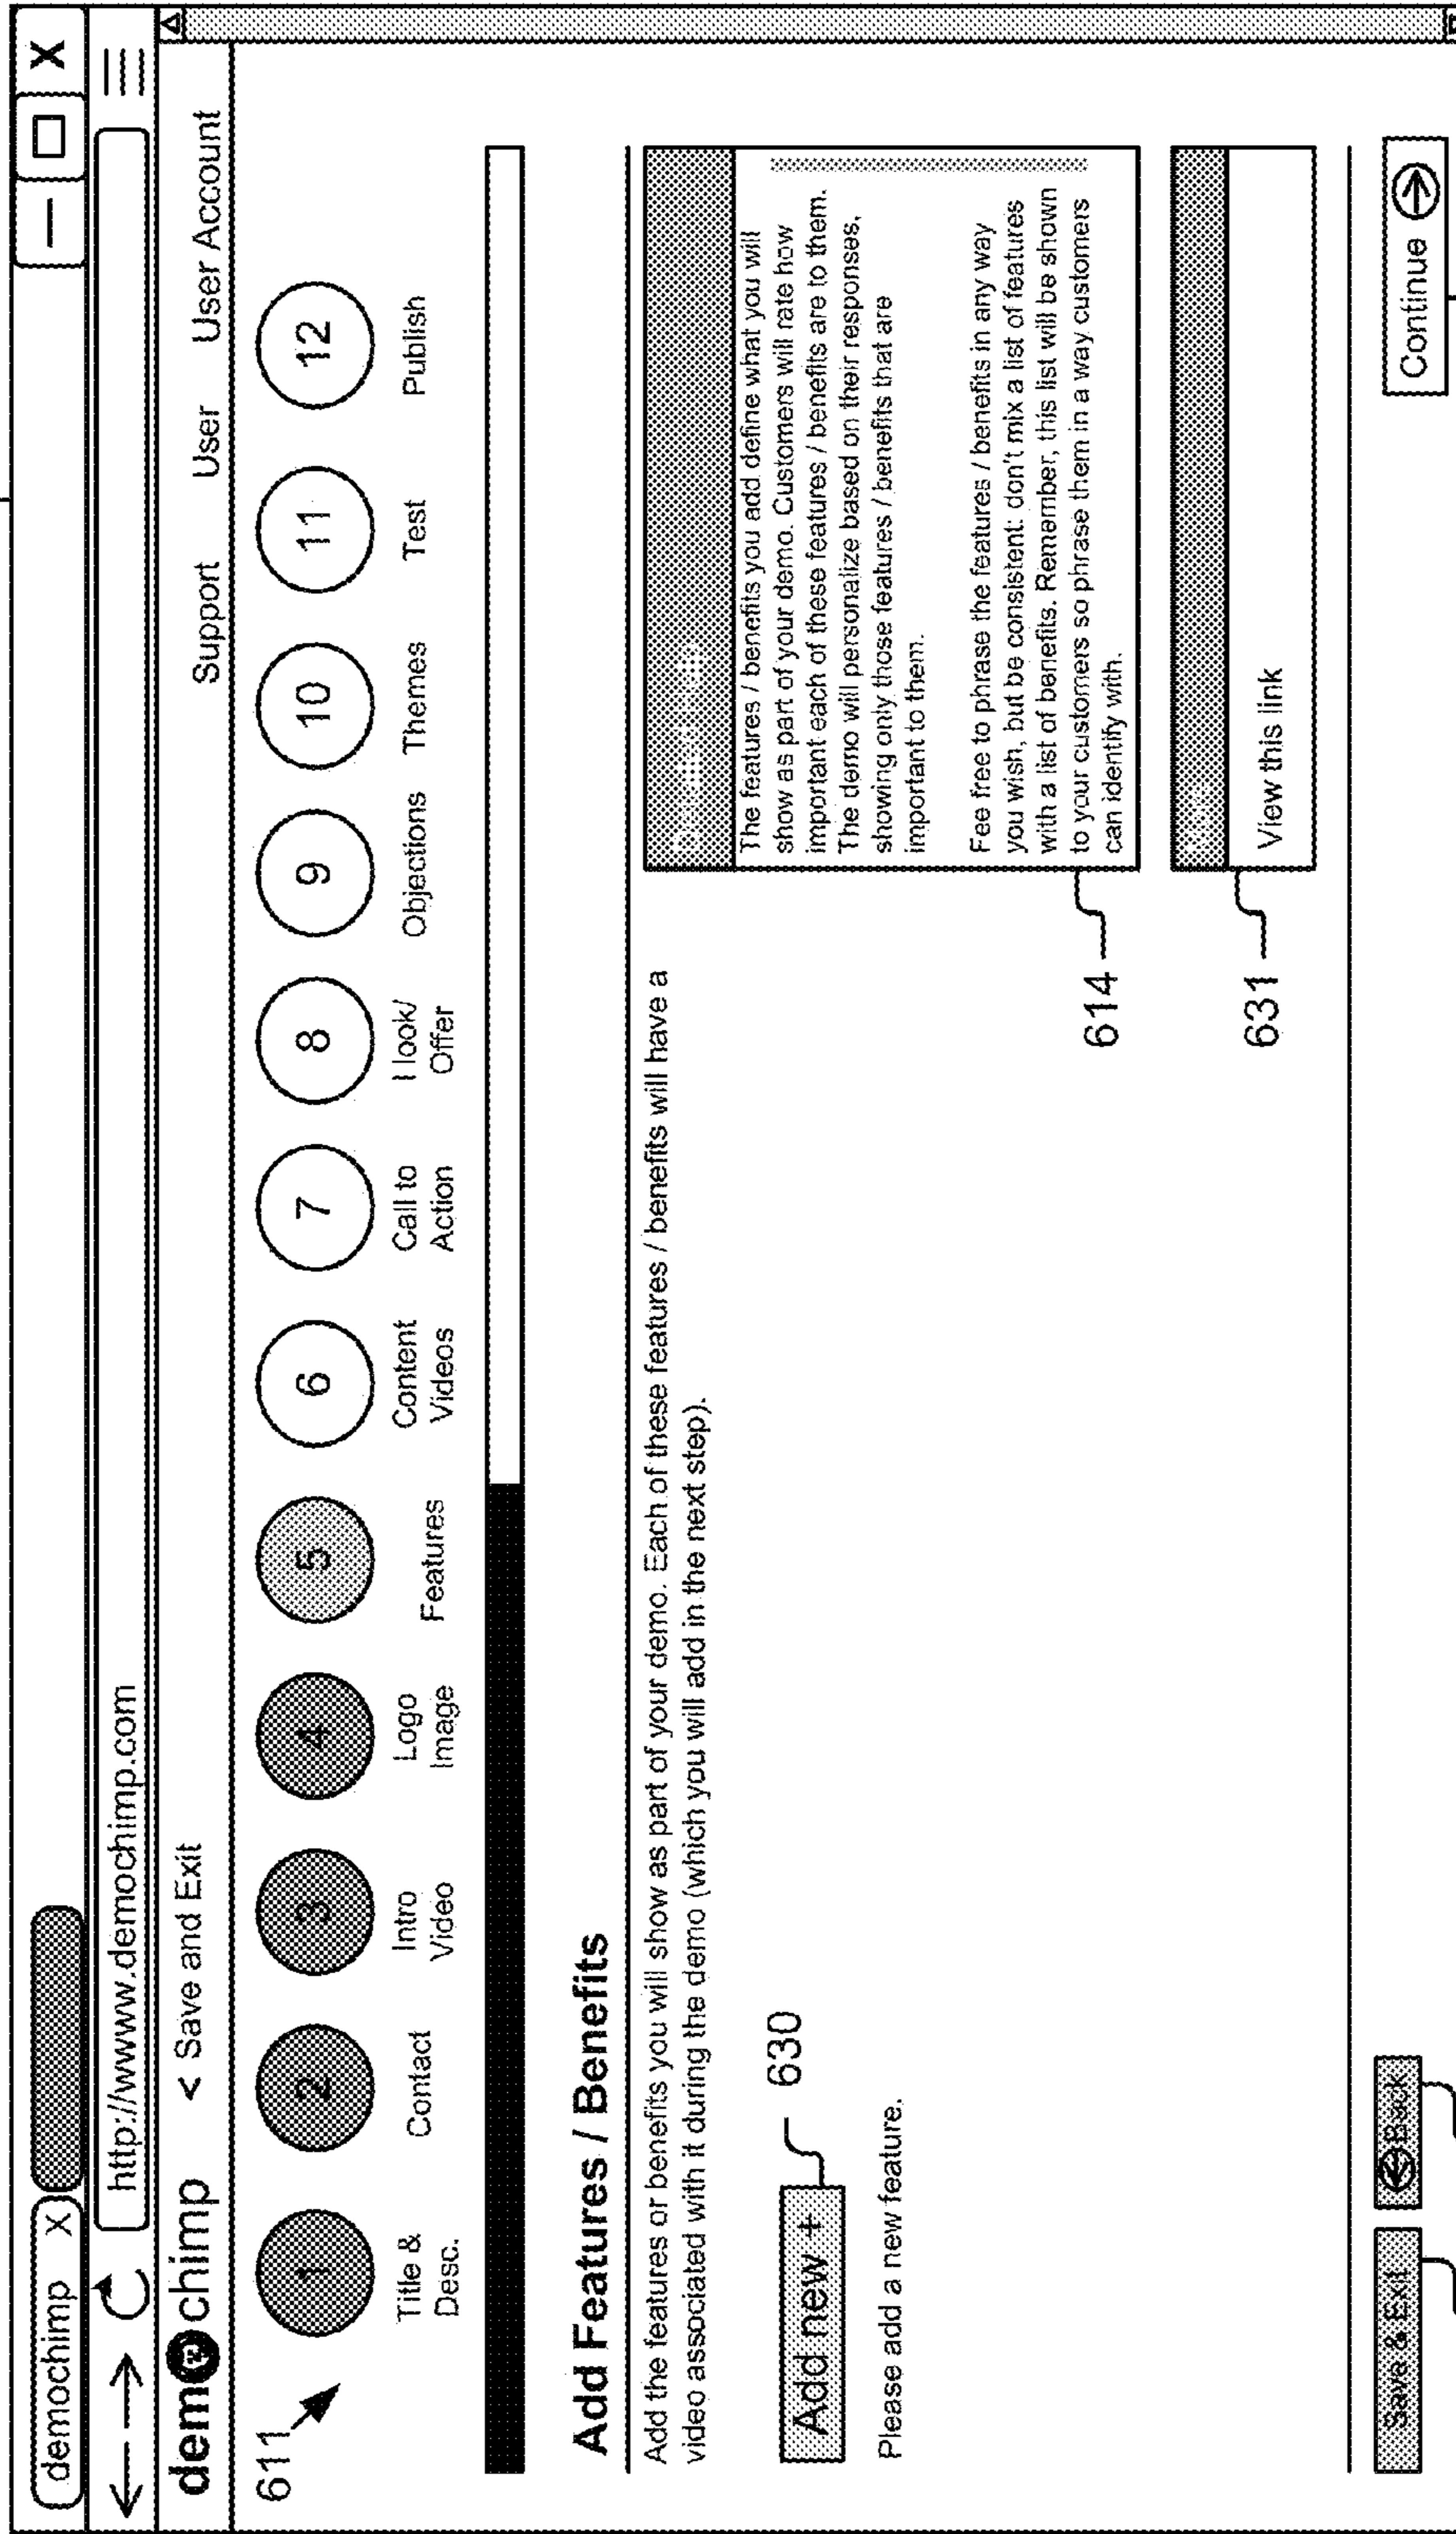 demochimp X
http://www.demochimp.com
demochimp < Save and Exit Support User User Account
611
1 2 3 4 5 6 7 8 9 10 11 12
Title & Desc.
Contact
Intro Video
Logo Image
Features
Content Videos
Call to Action
I look/ Offer
Objections
Themes
Test
Publish
Add Features / Benefits
Add the features or benefits you will show as part of your demo. Each of these features / benefits will have a
video associated with it during the demo (which you will add in the next step).
Add new +
630
Please add a new feature.
The features / benefits you add define what you will
show as part of your demo. Customers will rate how
important each of these features / benefits are to them.
The demo will personalize based on their responses,
showing only those features / benefits that are
important to them.
Fee free to phrase the features / benefits in any way
you wish, but be consistent: don't mix a list of features
with a list of benefits. Remember, this list will be shown
to your customers so phrase them in a way customers
can identify with.
614
View this link
631
Save & Exit
Back
Continue